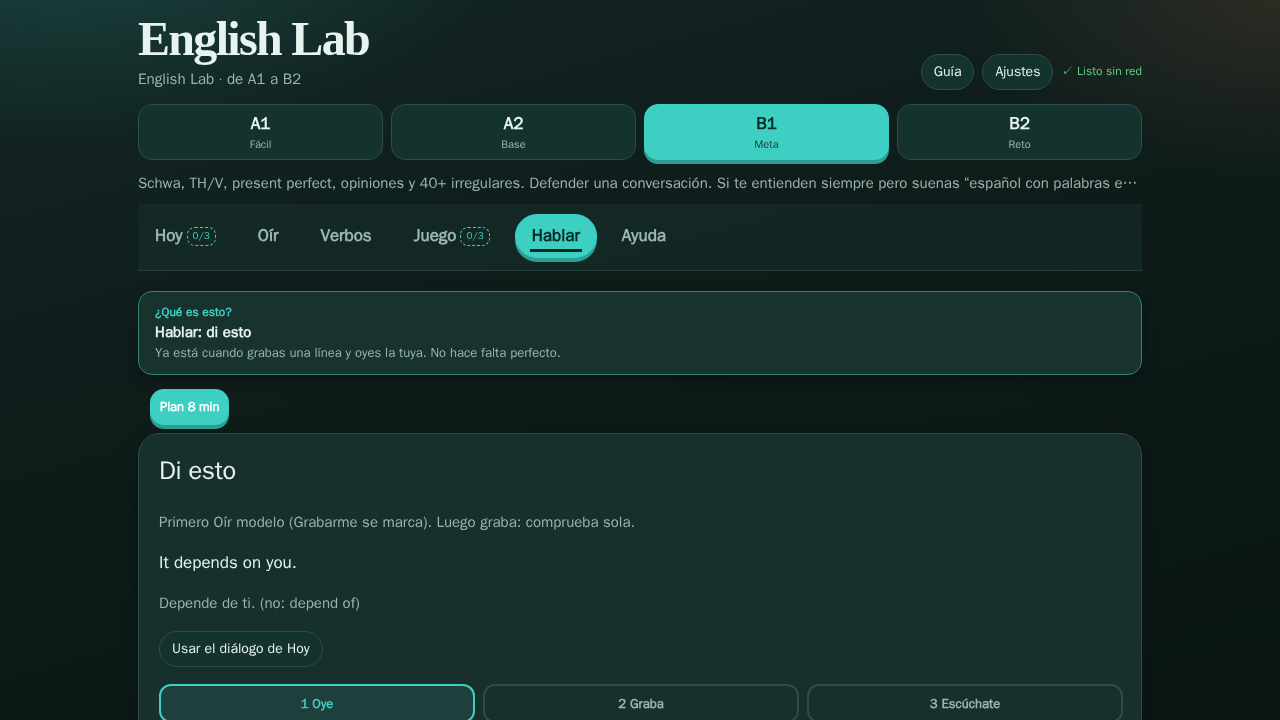 English Lab
English Lab · de A1 a B2
Guía
Ajustes
✓ Listo sin red
A1
Fácil
A2
Base
B1
Meta
B2
Reto
Schwa, TH/V, present perfect, opiniones y 40+ irregulares. Defender una conversación. Si te entienden siempre pero suenas “español con palabras e…
Hoy 0/3
Oír
Verbos
Juego 0/3
Hablar
Ayuda
¿Qué es esto?
Hablar: di esto
Ya está cuando grabas una línea y oyes la tuya. No hace falta perfecto.
Plan 8 min
Di esto
Primero Oír modelo (Grabarme se marca). Luego graba: comprueba sola.
It depends on you.
Depende de ti. (no: depend of)
Usar el diálogo de Hoy
1 Oye
2 Graba
3 Escúchate